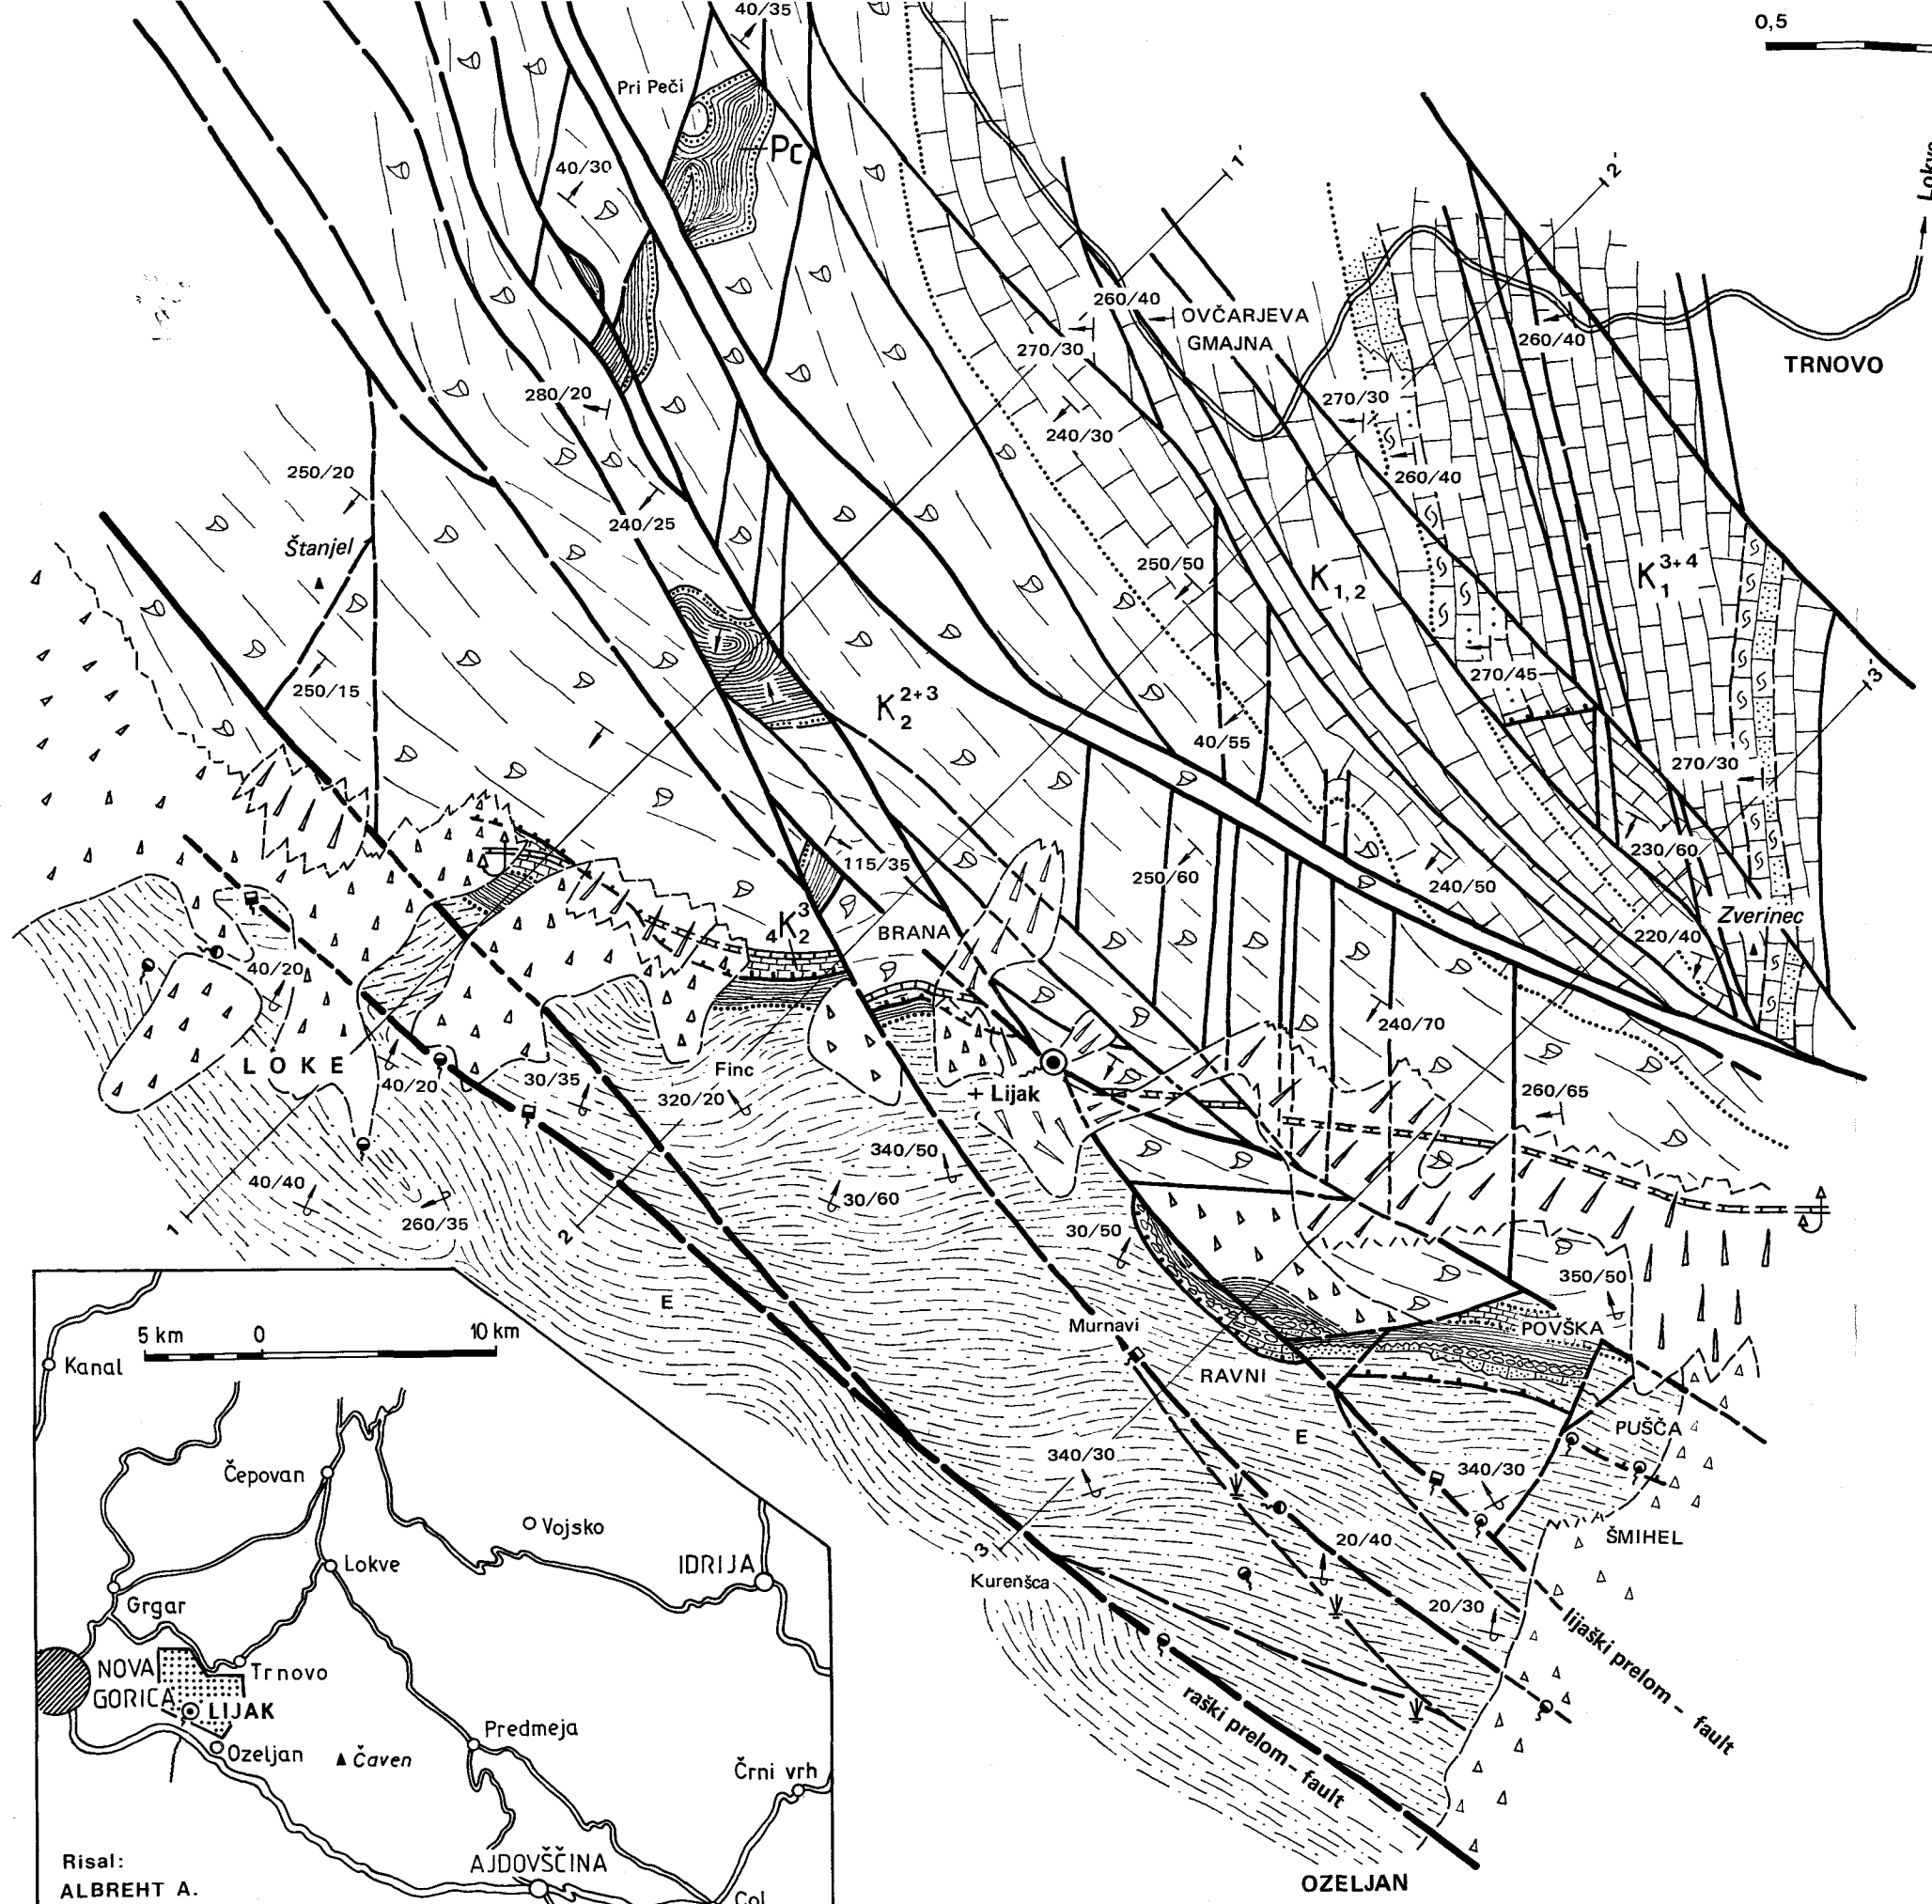 40/35
0,5
Pri Peči
Pc
40/30
1'
2'
Lokve
260/40
OVČARJEVA
GMAJNA
270/30
260/40
TRNOVO
280/20
270/30
240/30
250/20
260/40
240/25
Štanjel
250/50
K 1,2
K 1 3+4
250/15
270/45
3'
K 2 2+3
40/55
270/30
115/35
250/60
230/60
240/50
Zverinec
4K 2 3
BRANA
220/40
40/20
240/70
LOKE
40/20
30/35
Finc
320/20
+ Lijak
260/65
340/50
40/40
30/60
260/35
1
2
30/50
350/50
E
Murnavi
POVŠKA
RAVNI
E
PUŠČA
340/30
340/30
ŠMIHEL
20/40
3
Kurenšca
20/30
lijaški prelom - fault
raški prelom - fault
OZELJAN
5 km 0 10 km
Kanal
Čepovan
Vojsko
Lokve
IDRIJA
Grgar
NOVA
GORICA
Trnovo
LIJAK
Predmeja
Ozeljan
Čaven
Črni vrh
AJDOVŠČINA
Col
Risal:
ALBREHT A.